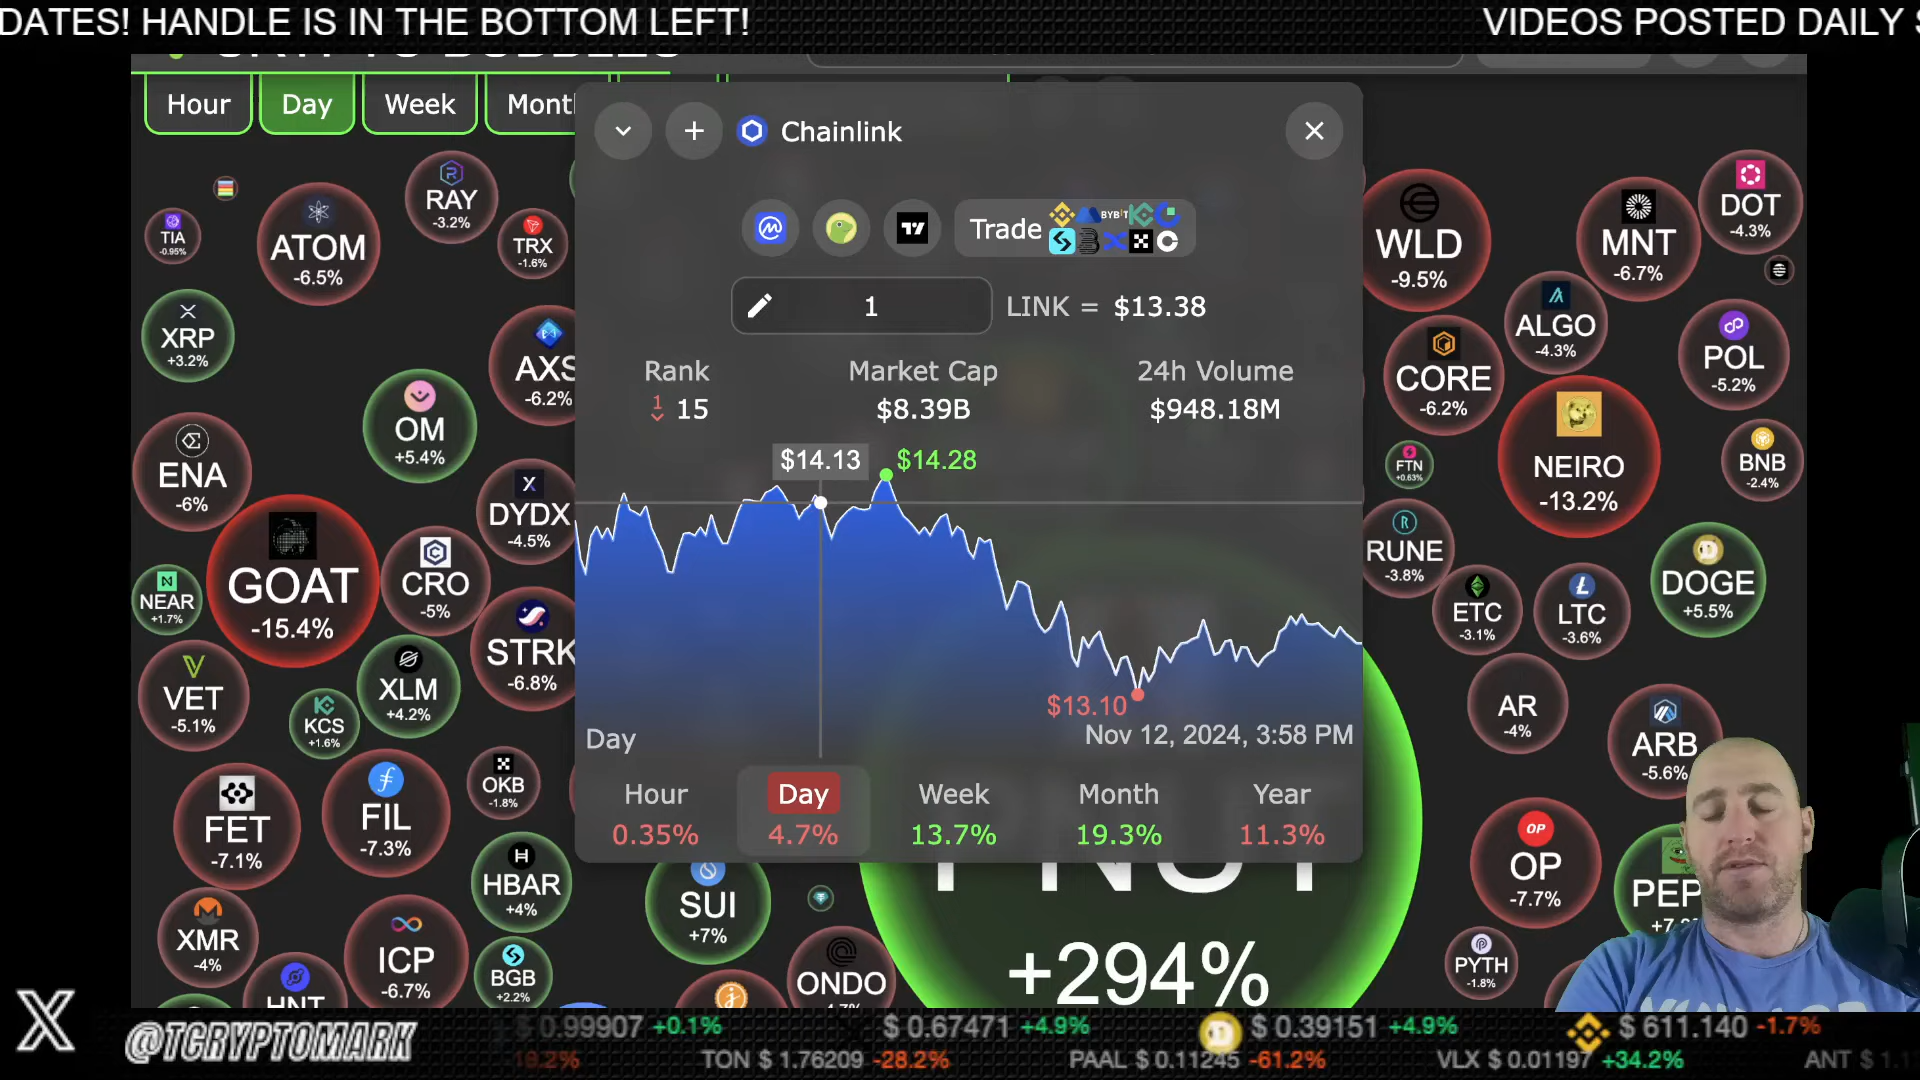 DATES! HANDLE IS IN THE BOTTOM LEFT!
VIDEOS POSTED DAILY
Hour
Day
Week
Chainlink
Trade
BYBIT
1
LINK = $13.38
Rank
Market Cap
24h Volume
1 15
$8.39B
$948.18M
$14.13
$14.28
$13.10
Day
Nov 12, 2024, 3:58 PM
Hour
Day
Week
Month
Year
0.35%
4.7%
13.7%
19.3%
11.3%
TIA
-0.95%
ATOM
-6.5%
RAY
-3.2%
TRX
-1.6%
XRP
+3.2%
AXS
-6.2%
OM
+5.4%
ENA
-6%
DYDX
-4.5%
GOAT
-15.4%
CRO
-5%
NEAR
+1.7%
STRK
-6.8%
VET
-5.1%
KCS
+1.6%
XLM
+4.2%
FET
-7.1%
FIL
-7.3%
OKB
-1.8%
HBAR
+4%
XMR
-4%
ICP
-6.7%
BGB
+2.2%
SUI
+7%
ONDO
+294%
WLD
-9.5%
MNT
-6.7%
DOT
-4.3%
ALGO
-4.3%
CORE
-6.2%
POL
-5.2%
NEIRO
-13.2%
FTN
+0.63%
BNB
-2.4%
RUNE
-3.8%
ETC
-3.1%
LTC
-3.6%
DOGE
+5.5%
AR
-4%
ARB
-5.6%
OP
OP
-7.7%
PEP
PYTH
-1.8%
X
@TCRYPTOMARK
$ 0.99907 +0.1%
$ 0.67471 +4.9%
$ 0.39151 +4.9%
$ 611.140 -1.7%
TON $ 1.76209 -28.2%
PAAL $ 0.11245 -61.2%
VLX $ 0.01197 +34.2%
ANT $